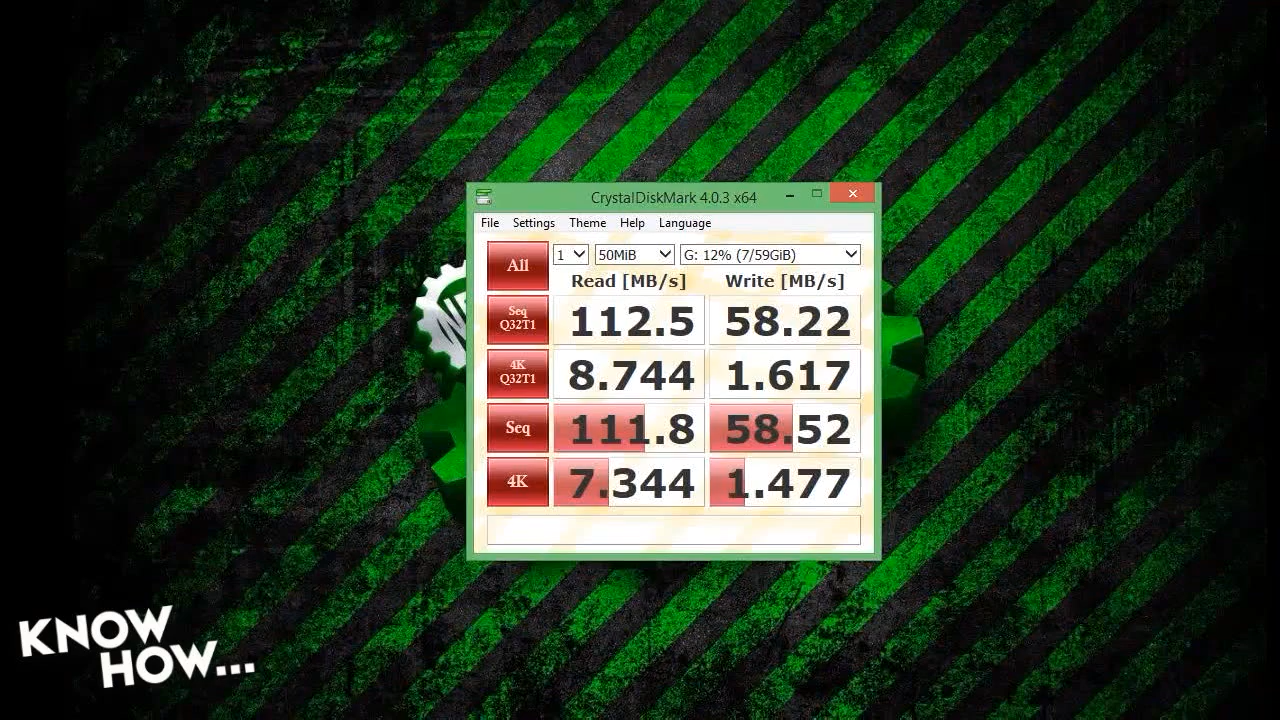 CrystalDiskMark 4.0.3 x64
File Settings Theme Help Language
All 1 50MiB G: 12% (7/59GiB)
Read [MB/s] Write [MB/s]
Seq Q32T1 112.5 58.22
4K Q32T1 8.744 1.617
Seq 111.8 58.52
4K 7.344 1.477
KNOW
HOW...